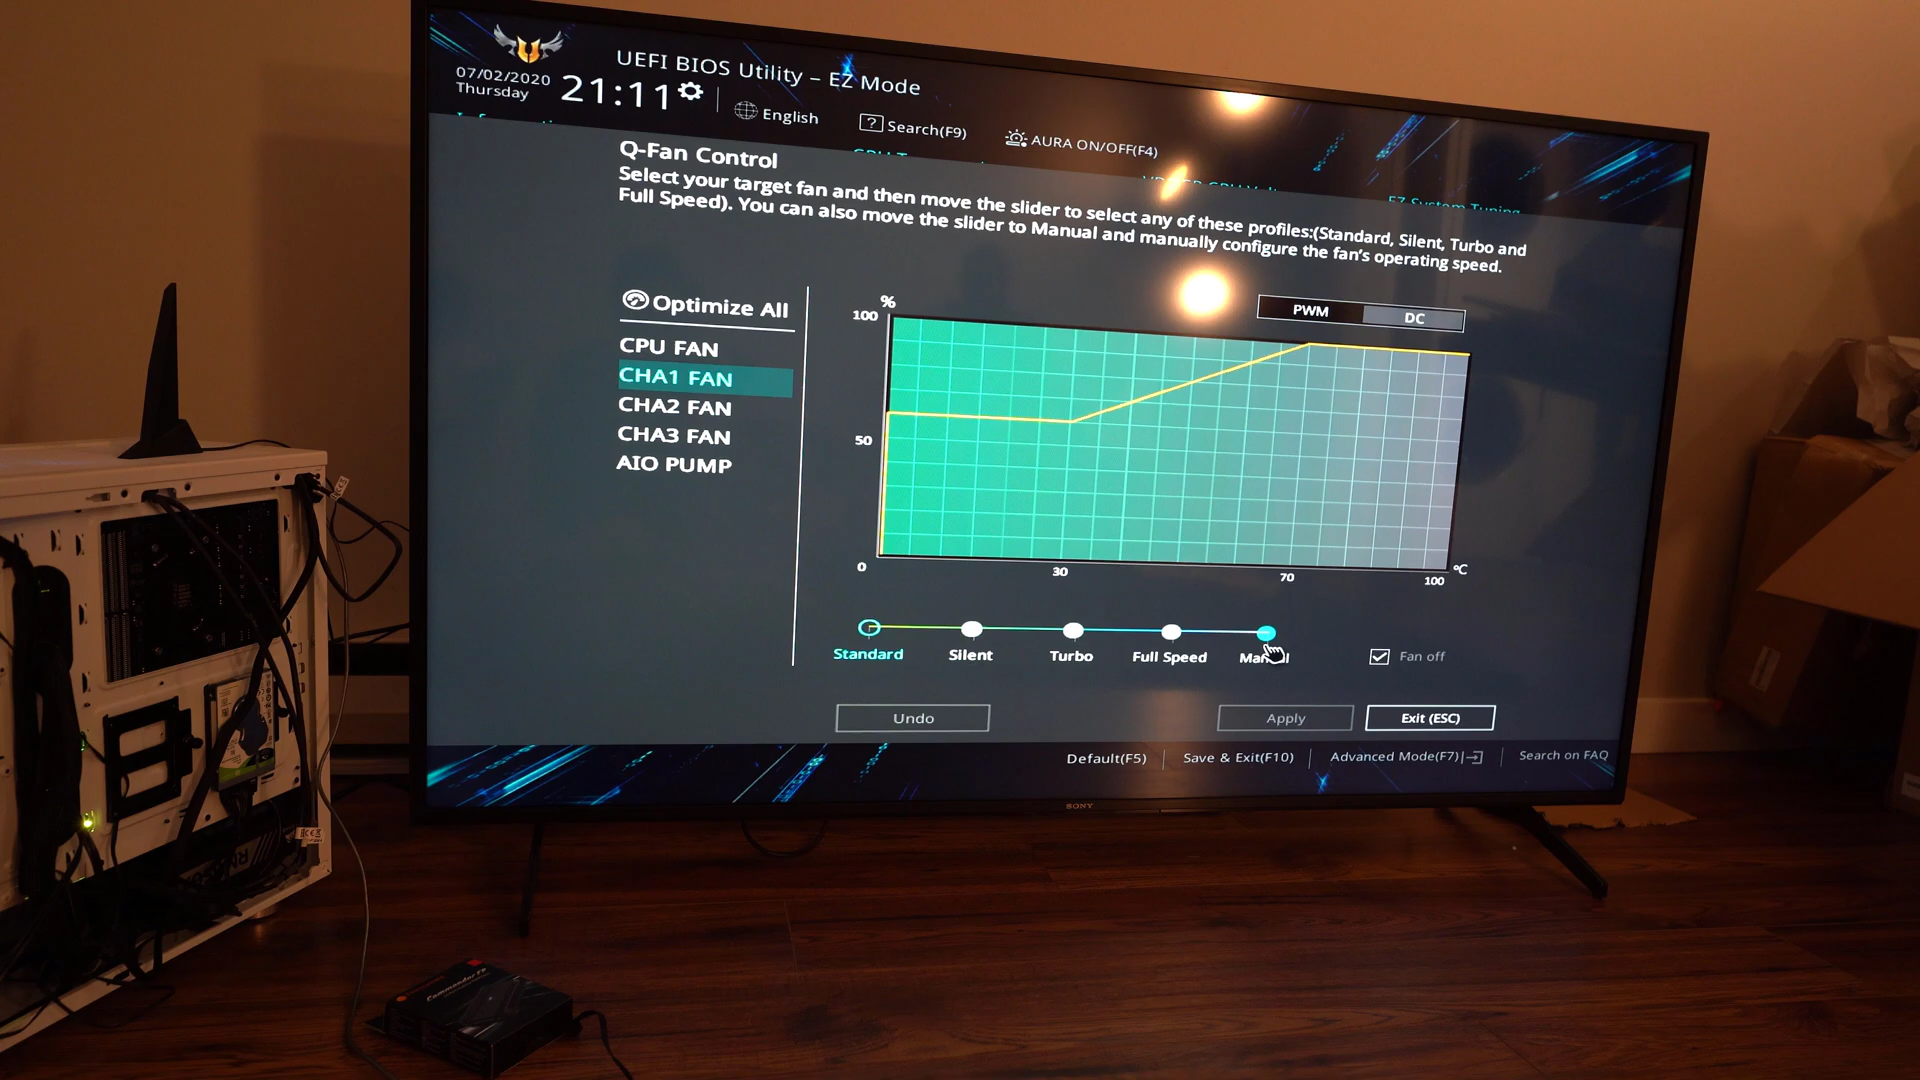 UEFI BIOS Utility – EZ Mode
07/02/2020
Thursday
21:11
English
Search(F9)
AURA ON/OFF(F4)
Q-Fan Control
Select your target fan and then move the slider to select any of these profiles:(Standard, Silent, Turbo and
Full Speed). You can also move the slider to Manual and manually configure the fan's operating speed.
Optimize All
CPU FAN
CHA1 FAN
CHA2 FAN
CHA3 FAN
AIO PUMP
%
100
50
0
30
70
100
°C
PWM
DC
Standard
Silent
Turbo
Full Speed
Fan off
Undo
Apply
Exit (ESC)
Default(F5)
Save & Exit(F10)
Advanced Mode(F7)
Search on FAQ
SONY
Commander FP